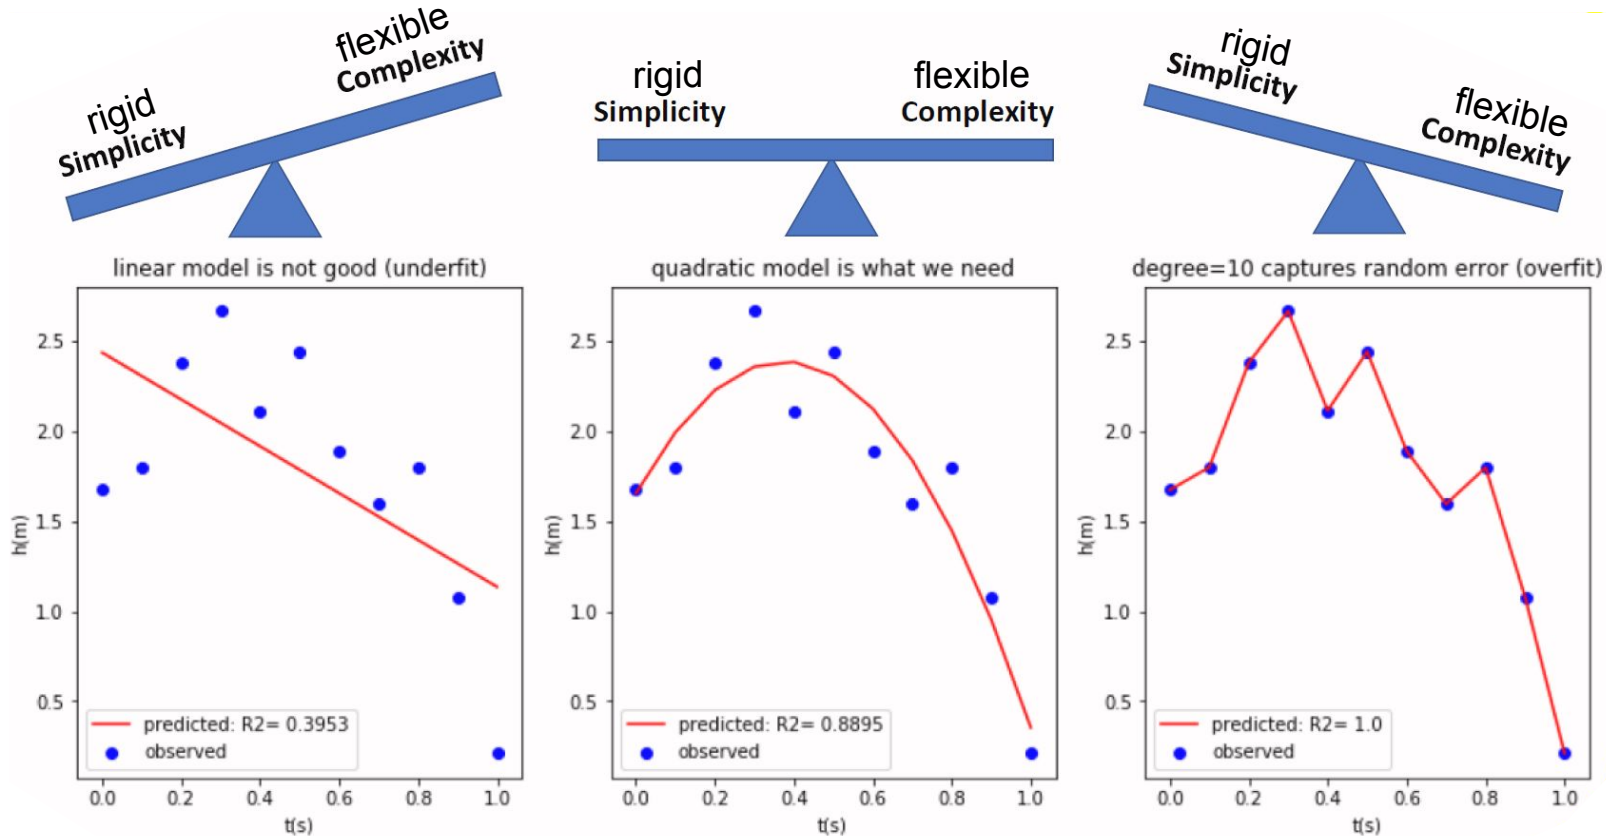 flexible
Complexity
rigid
Simplicity
rigid
Simplicity
flexible
Complexity
rigid
Simplicity
flexible
Complexity
linear model is not good (underfit)
2.5
2.0
1.5
1.0
0.5
h(m)
predicted: R2= 0.3953
observed
0.0 0.2 0.4 0.6 0.8 1.0
t(s)
quadratic model is what we need
2.5
2.0
1.5
1.0
0.5
h(m)
predicted: R2= 0.8895
observed
0.0 0.2 0.4 0.6 0.8 1.0
t(s)
degree=10 captures random error (overfit)
2.5
2.0
1.5
1.0
0.5
h(m)
predicted: R2= 1.0
observed
0.0 0.2 0.4 0.6 0.8 1.0
t(s)